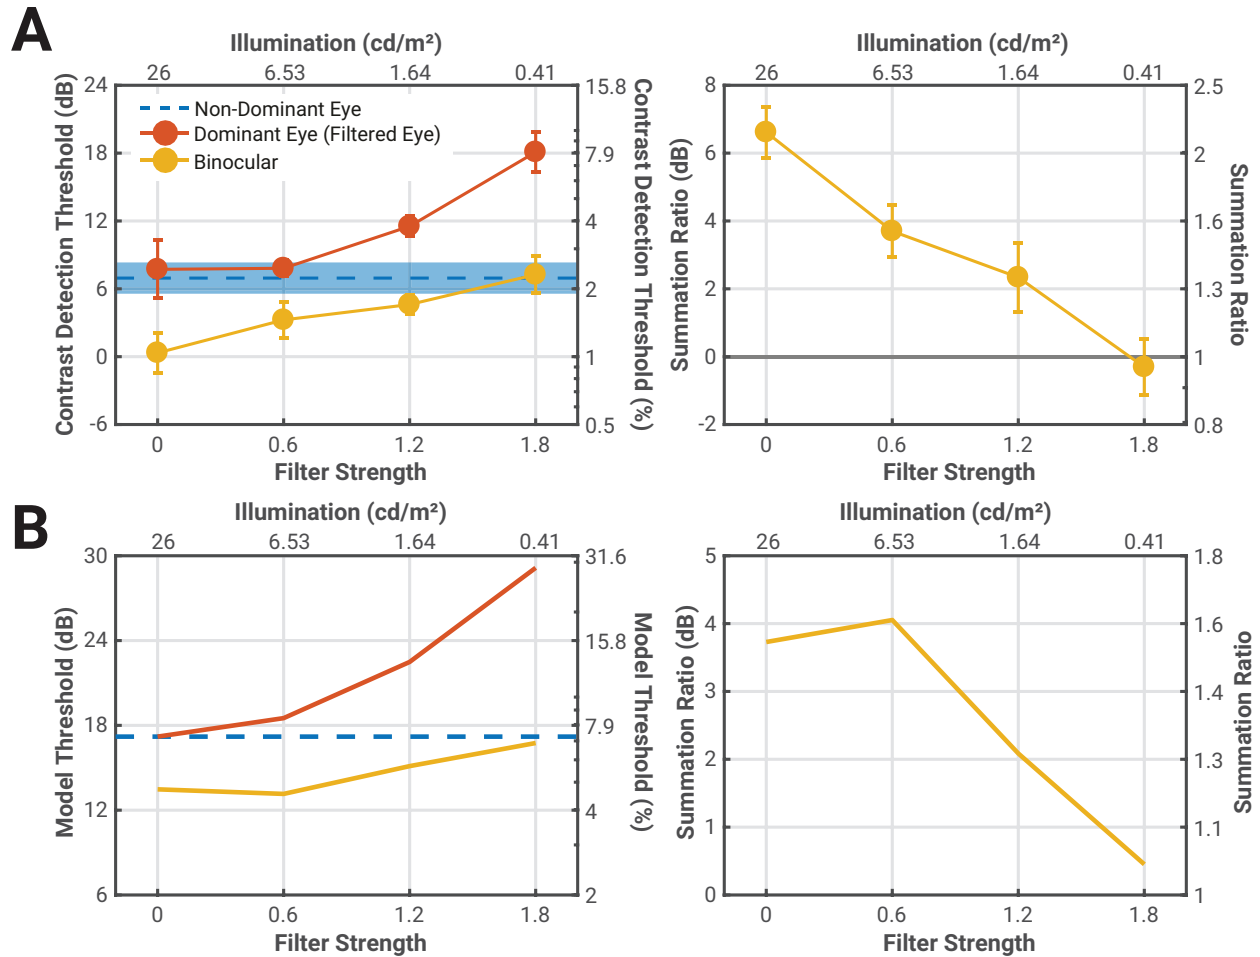 A
Illumination (cd/m²)
26 6.53 1.64 0.41
Contrast Detection Threshold (dB)
24
18
12
6
0
-6
Non-Dominant Eye
Dominant Eye (Filtered Eye)
Binocular
15.8
7.9
4
2
1
0.5
Contrast Detection Threshold (%)
0 0.6 1.2 1.8
Filter Strength
Illumination (cd/m²)
26 6.53 1.64 0.41
Summation Ratio (dB)
8
6
4
2
0
-2
2.5
2
1.6
1.3
1
0.8
Summation Ratio
0 0.6 1.2 1.8
Filter Strength
B
Illumination (cd/m²)
26 6.53 1.64 0.41
Model Threshold (dB)
30
24
18
12
6
31.6
15.8
7.9
4
2
Model Threshold (%)
0 0.6 1.2 1.8
Filter Strength
Illumination (cd/m²)
26 6.53 1.64 0.41
Summation Ratio (dB)
5
4
3
2
1
0
1.8
1.6
1.4
1.3
1.1
1
Summation Ratio
0 0.6 1.2 1.8
Filter Strength